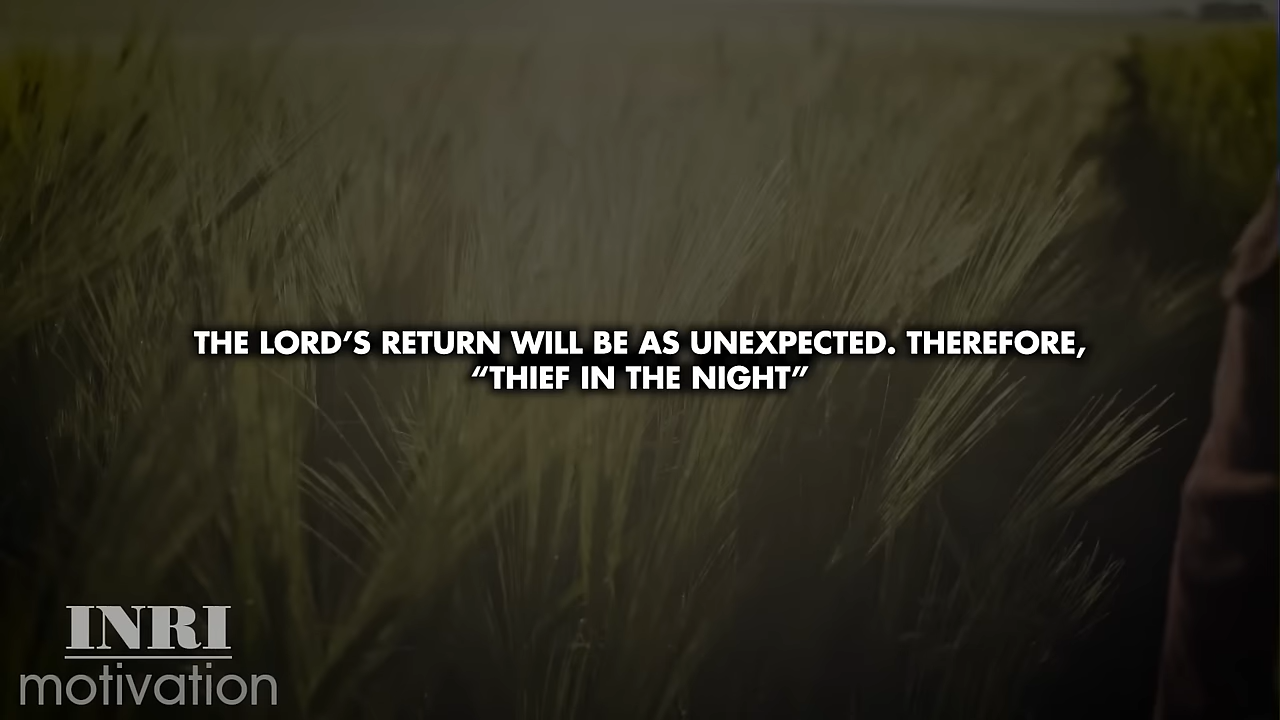 THE LORD’S RETURN WILL BE AS UNEXPECTED. THEREFORE,
“THIEF IN THE NIGHT”
INRI
motivation